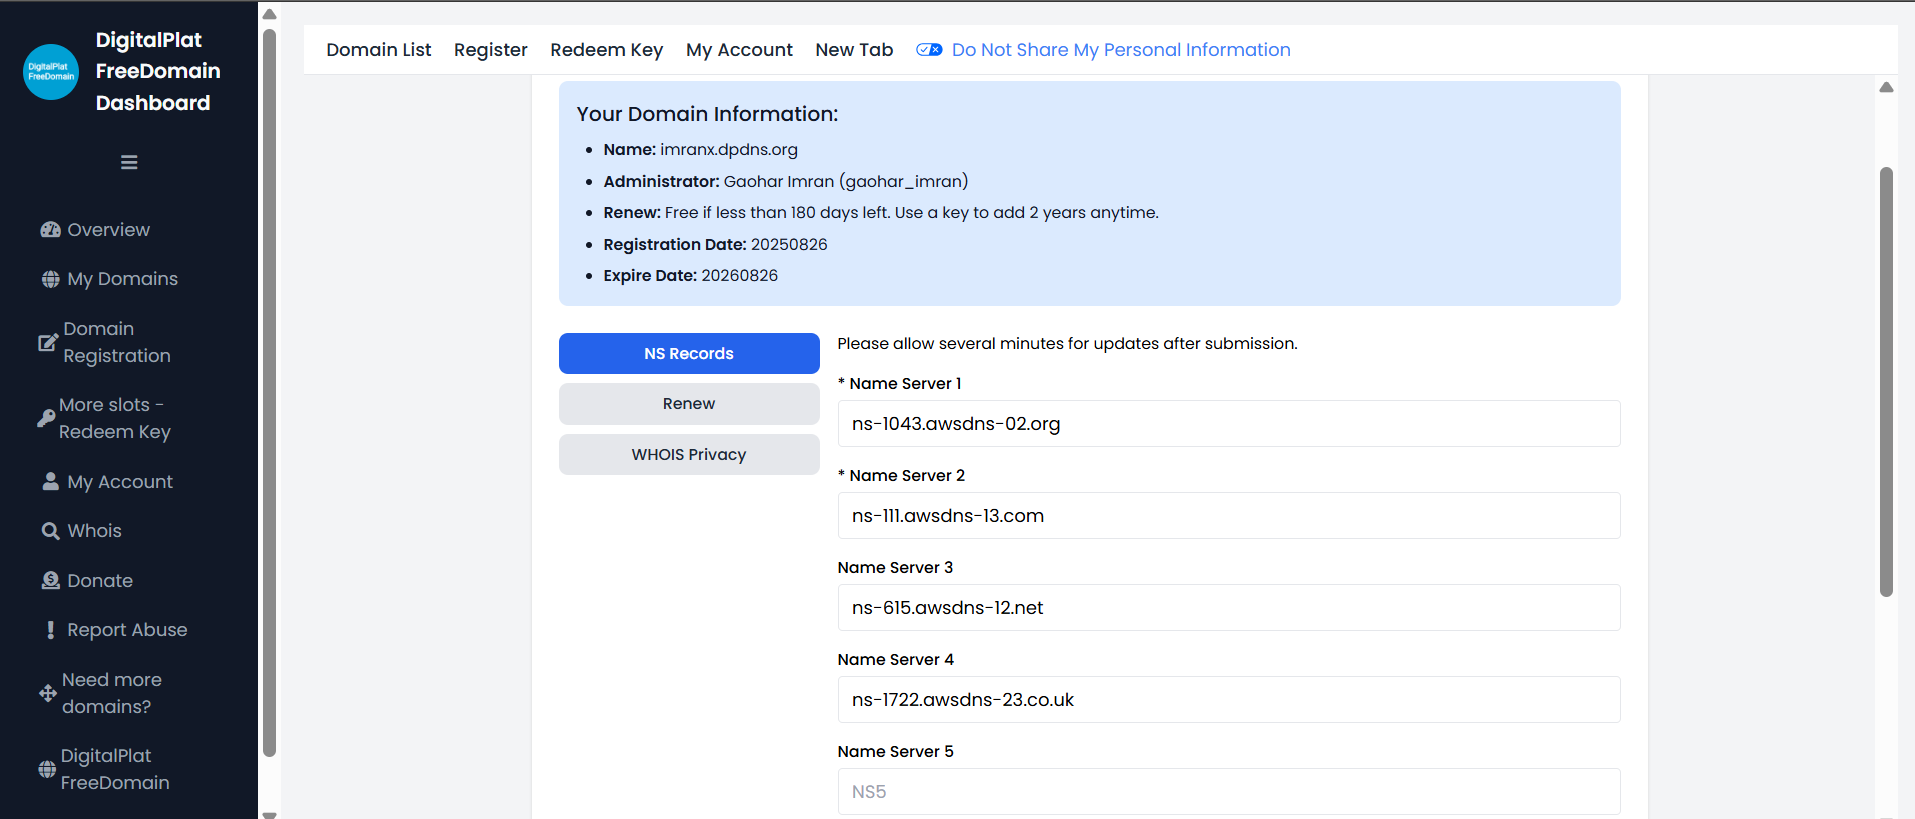 DigitalPlat
FreeDomain
DigitalPlat
FreeDomain
Dashboard
Overview
My Domains
Domain
Registration
More slots -
Redeem Key
My Account
Whois
Donate
Report Abuse
Need more
domains?
DigitalPlat
FreeDomain
Domain List Register Redeem Key My Account New Tab Do Not Share My Personal Information
Your Domain Information:
Name: imranx.dpdns.org
Administrator: Gaohar Imran (gaohar_imran)
Renew: Free if less than 180 days left. Use a key to add 2 years anytime.
Registration Date: 20250826
Expire Date: 20260826
NS Records
Renew
WHOIS Privacy
Please allow several minutes for updates after submission.
* Name Server 1
ns-1043.awsdns-02.org
* Name Server 2
ns-111.awsdns-13.com
Name Server 3
ns-615.awsdns-12.net
Name Server 4
ns-1722.awsdns-23.co.uk
Name Server 5
NS5